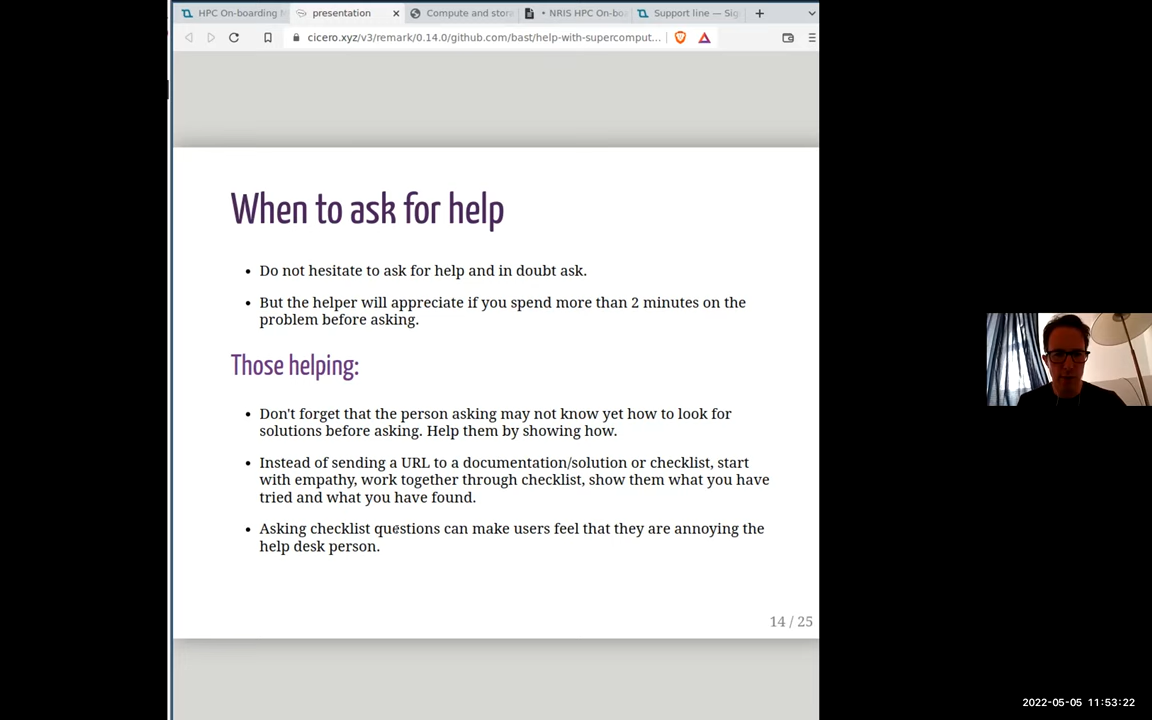 HPC On-boarding
presentation
Compute and stor
• NRIS HPC On-bo
Support line — Sig
cicero.xyz/v3/remark/0.14.0/github.com/bast/help-with-supercomput...
When to ask for help
• Do not hesitate to ask for help and in doubt ask.
• But the helper will appreciate if you spend more than 2 minutes on the
problem before asking.
Those helping:
• Don't forget that the person asking may not know yet how to look for
solutions before asking. Help them by showing how.
• Instead of sending a URL to a documentation/solution or checklist, start
with empathy, work together through checklist, show them what you have
tried and what you have found.
• Asking checklist questions can make users feel that they are annoying the
help desk person.
14 / 25
2022-05-05 11:53:22